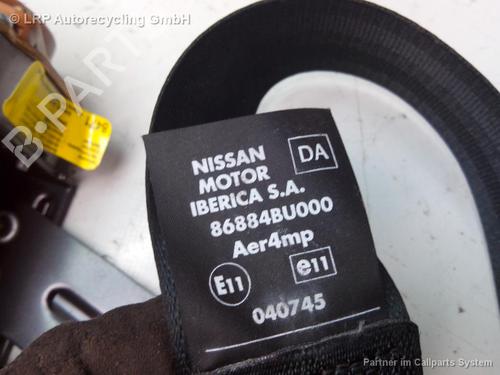 © LRP Autorecycling GmbH
B-PARTS
NISSAN
MOTOR
IBERICA S.A.
86884BU000
Aer4mp
DA
E11
e11
040745
Partner im Callparts System